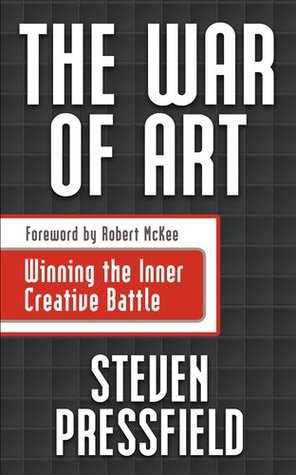 THE WAR
OF ART
Foreword by Robert McKee
Winning the Inner
Creative Battle
STEVEN
PRESSFIELD